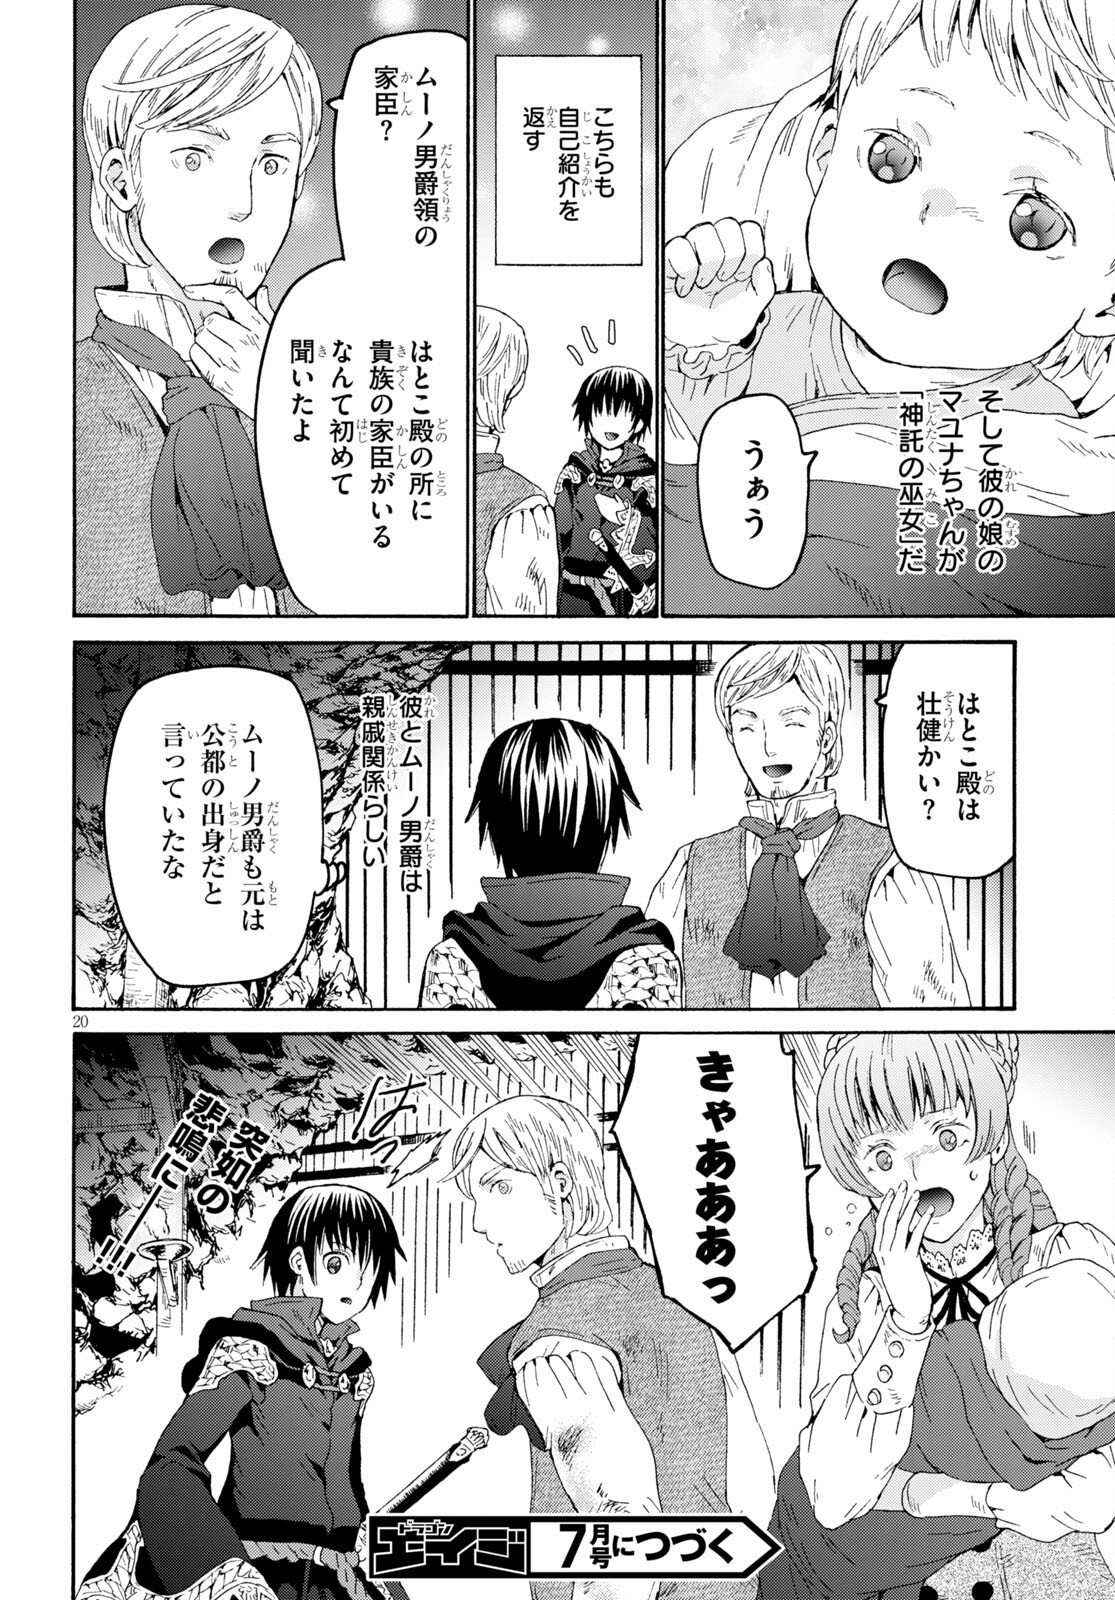 そして彼の娘の
マユナちゃんが
「神託の巫女」だ
うぁう
こちらも
自己紹介を
返す
ムーノ男爵領の
家臣?
はとこ殿の所に
貴族の家臣がいる
なんて初めて
聞いたよ
はとこ殿は
壮健かい?
彼とムーノ男爵は
親戚関係らしい
ムーノ男爵も元は
公都の出身だと
言っていたな
20
きゃあああっ
はっ
突如の
悲鳴に――!!!
ドラゴン
エイジ
7月号につづく